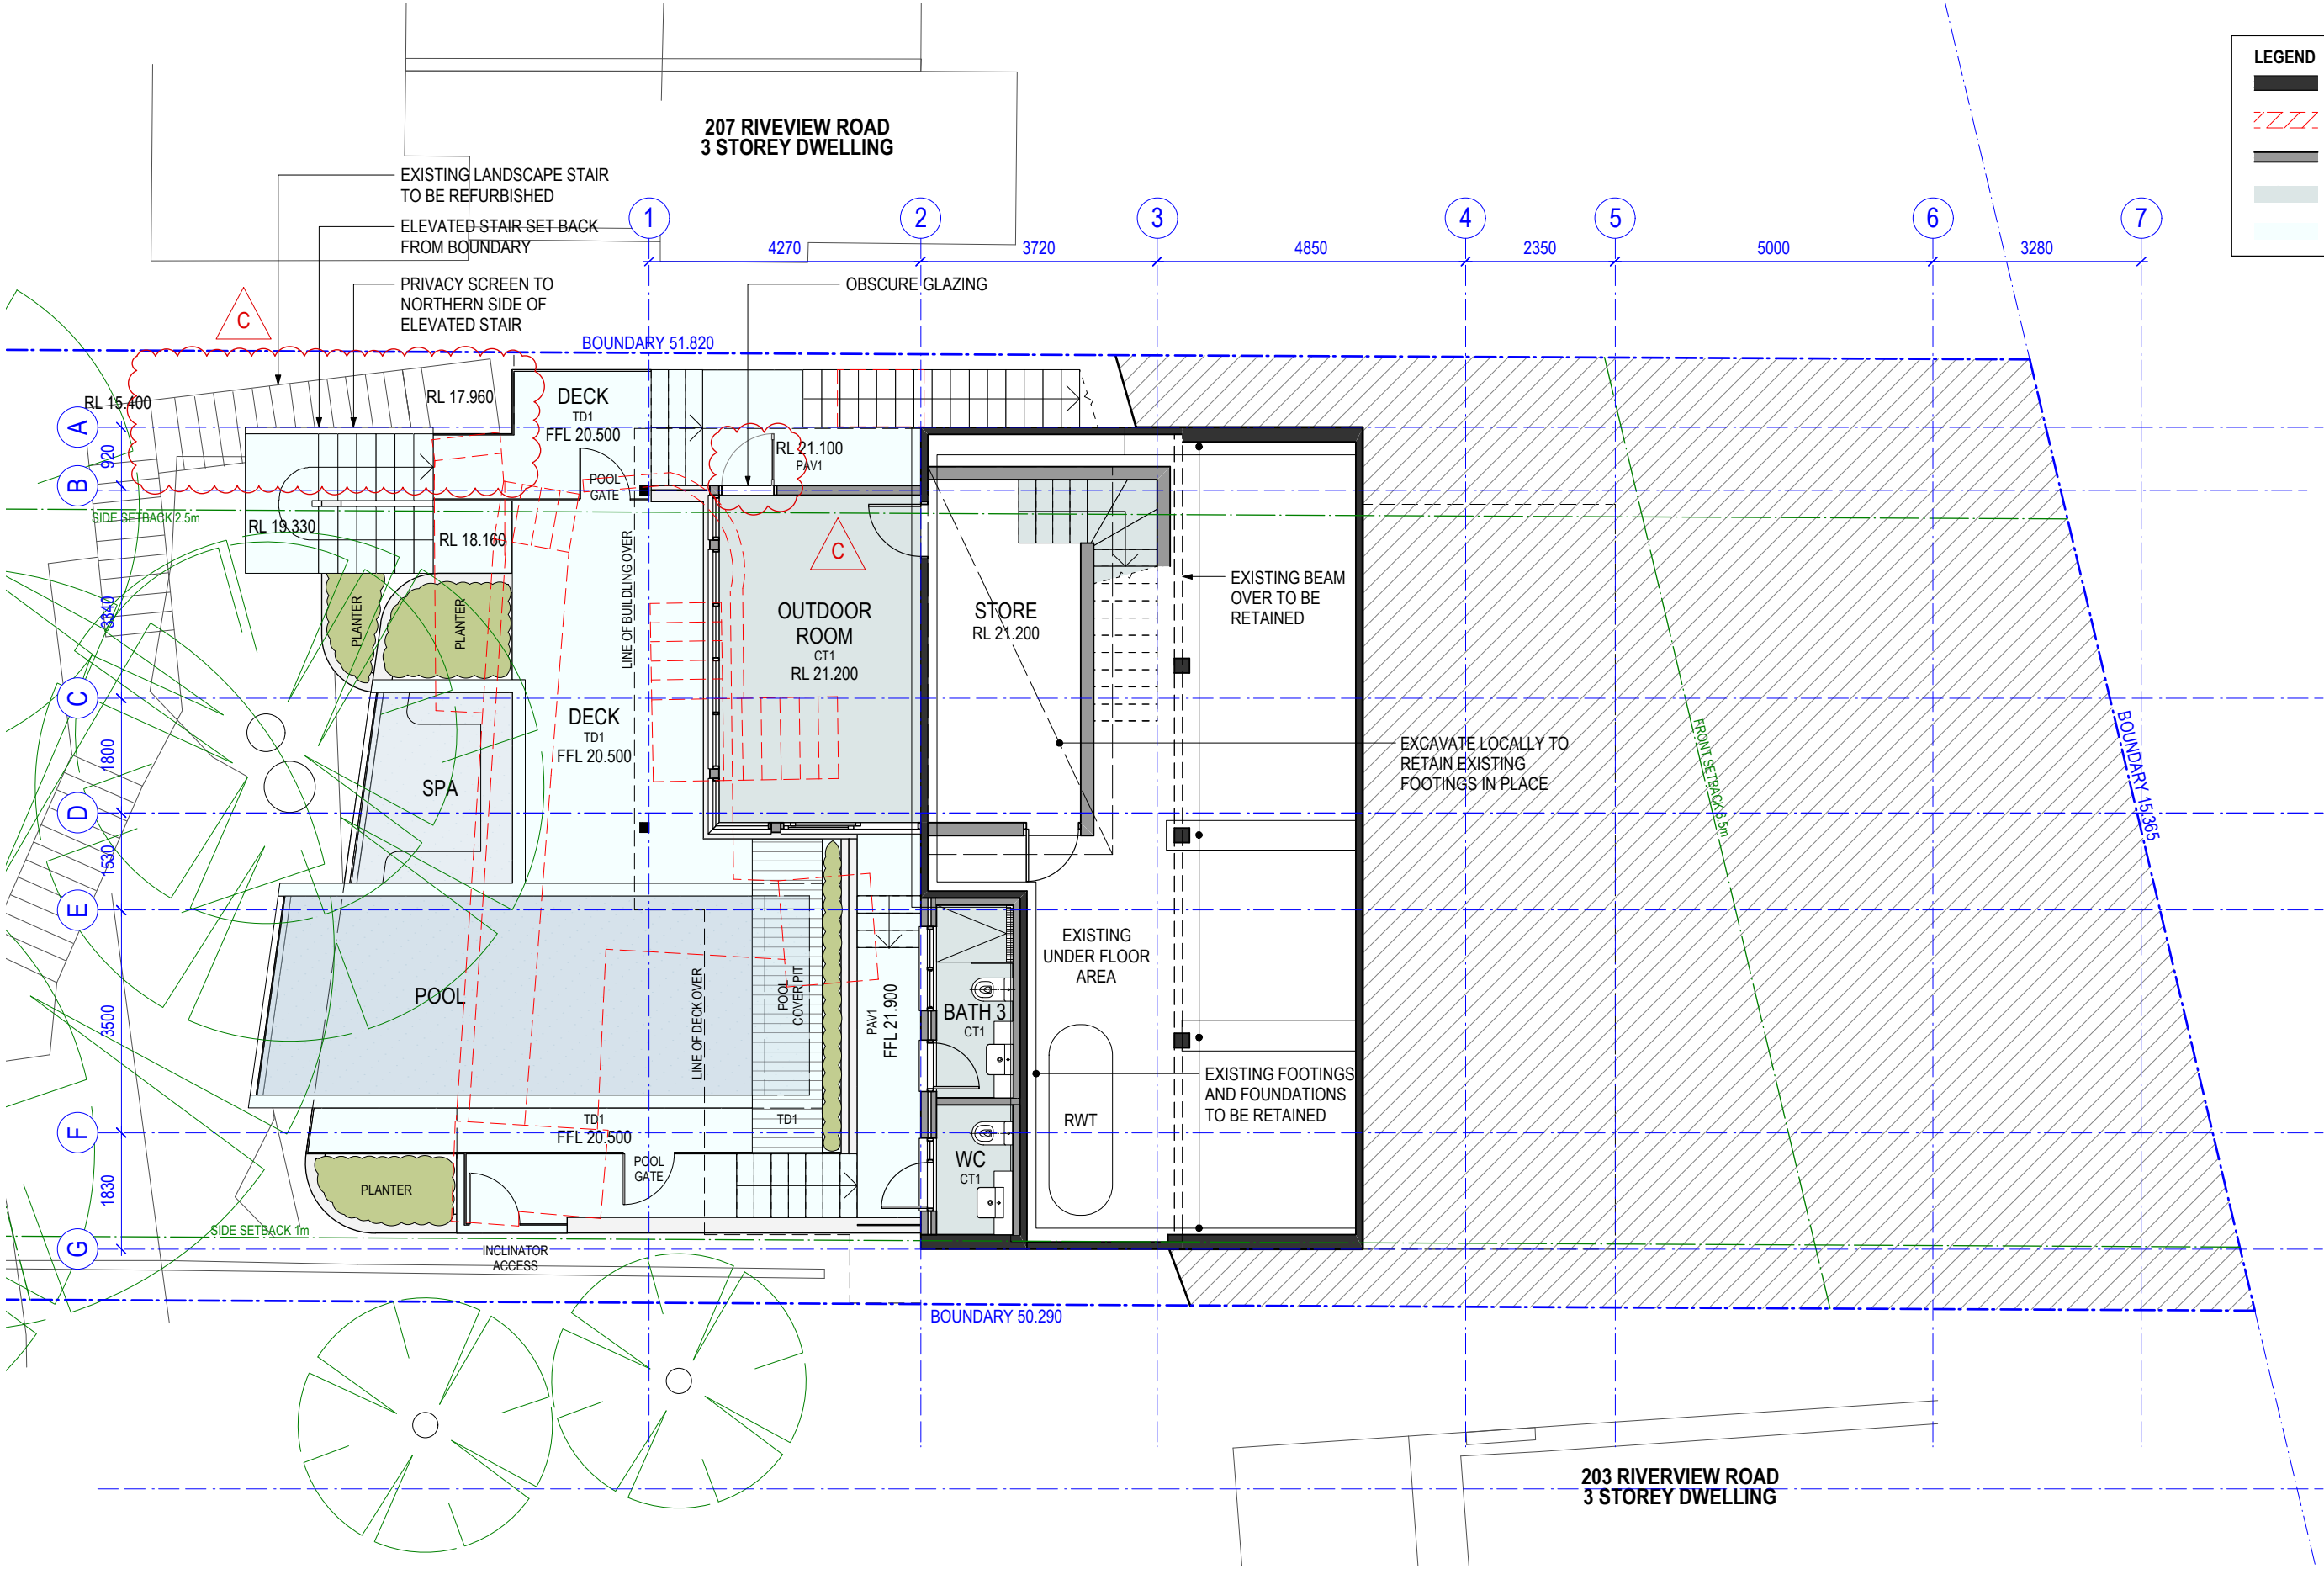 LEGEND
207 RIVEVIEW ROAD
3 STOREY DWELLING
EXISTING LANDSCAPE STAIR
TO BE REFURBISHED
ELEVATED STAIR SET BACK
FROM BOUNDARY
PRIVACY SCREEN TO
NORTHERN SIDE OF
ELEVATED STAIR
OBSCURE GLAZING
1
2
3
4
5
6
7
4270
3720
4850
2350
5000
3280
C
BOUNDARY 51.820
RL 15.400
RL 17.960
DECK
TD1
FFL 20.500
RL 21.100
PAV1
A
920
B
POOL
GATE
SIDE SETBACK 2.5m
RL 19.330
RL 18.160
C
LINE OF BUILDING OVER
EXISTING BEAM
OVER TO BE
RETAINED
3340
PLANTER
PLANTER
OUTDOOR
ROOM
CT1
RL 21.200
STORE
RL 21.200
C
DECK
TD1
FFL 20.500
1800
SPA
EXCAVATE LOCALLY TO
RETAIN EXISTING
FOOTINGS IN PLACE
FRONT SETBACK 6.5m
BOUNDARY 15.365
D
1530
E
EXISTING
UNDER FLOOR
AREA
POOL
LINE OF DECK OVER
POOL
COVER PIT
PAV1
FFL 21.900
BATH 3
CT1
3500
EXISTING FOOTINGS
AND FOUNDATIONS
TO BE RETAINED
RWT
F
TD1
FFL 20.500
TD1
POOL
GATE
WC
CT1
1830
PLANTER
SIDE SETBACK 1m
G
INCLINATOR
ACCESS
BOUNDARY 50.290
203 RIVERVIEW ROAD
3 STOREY DWELLING